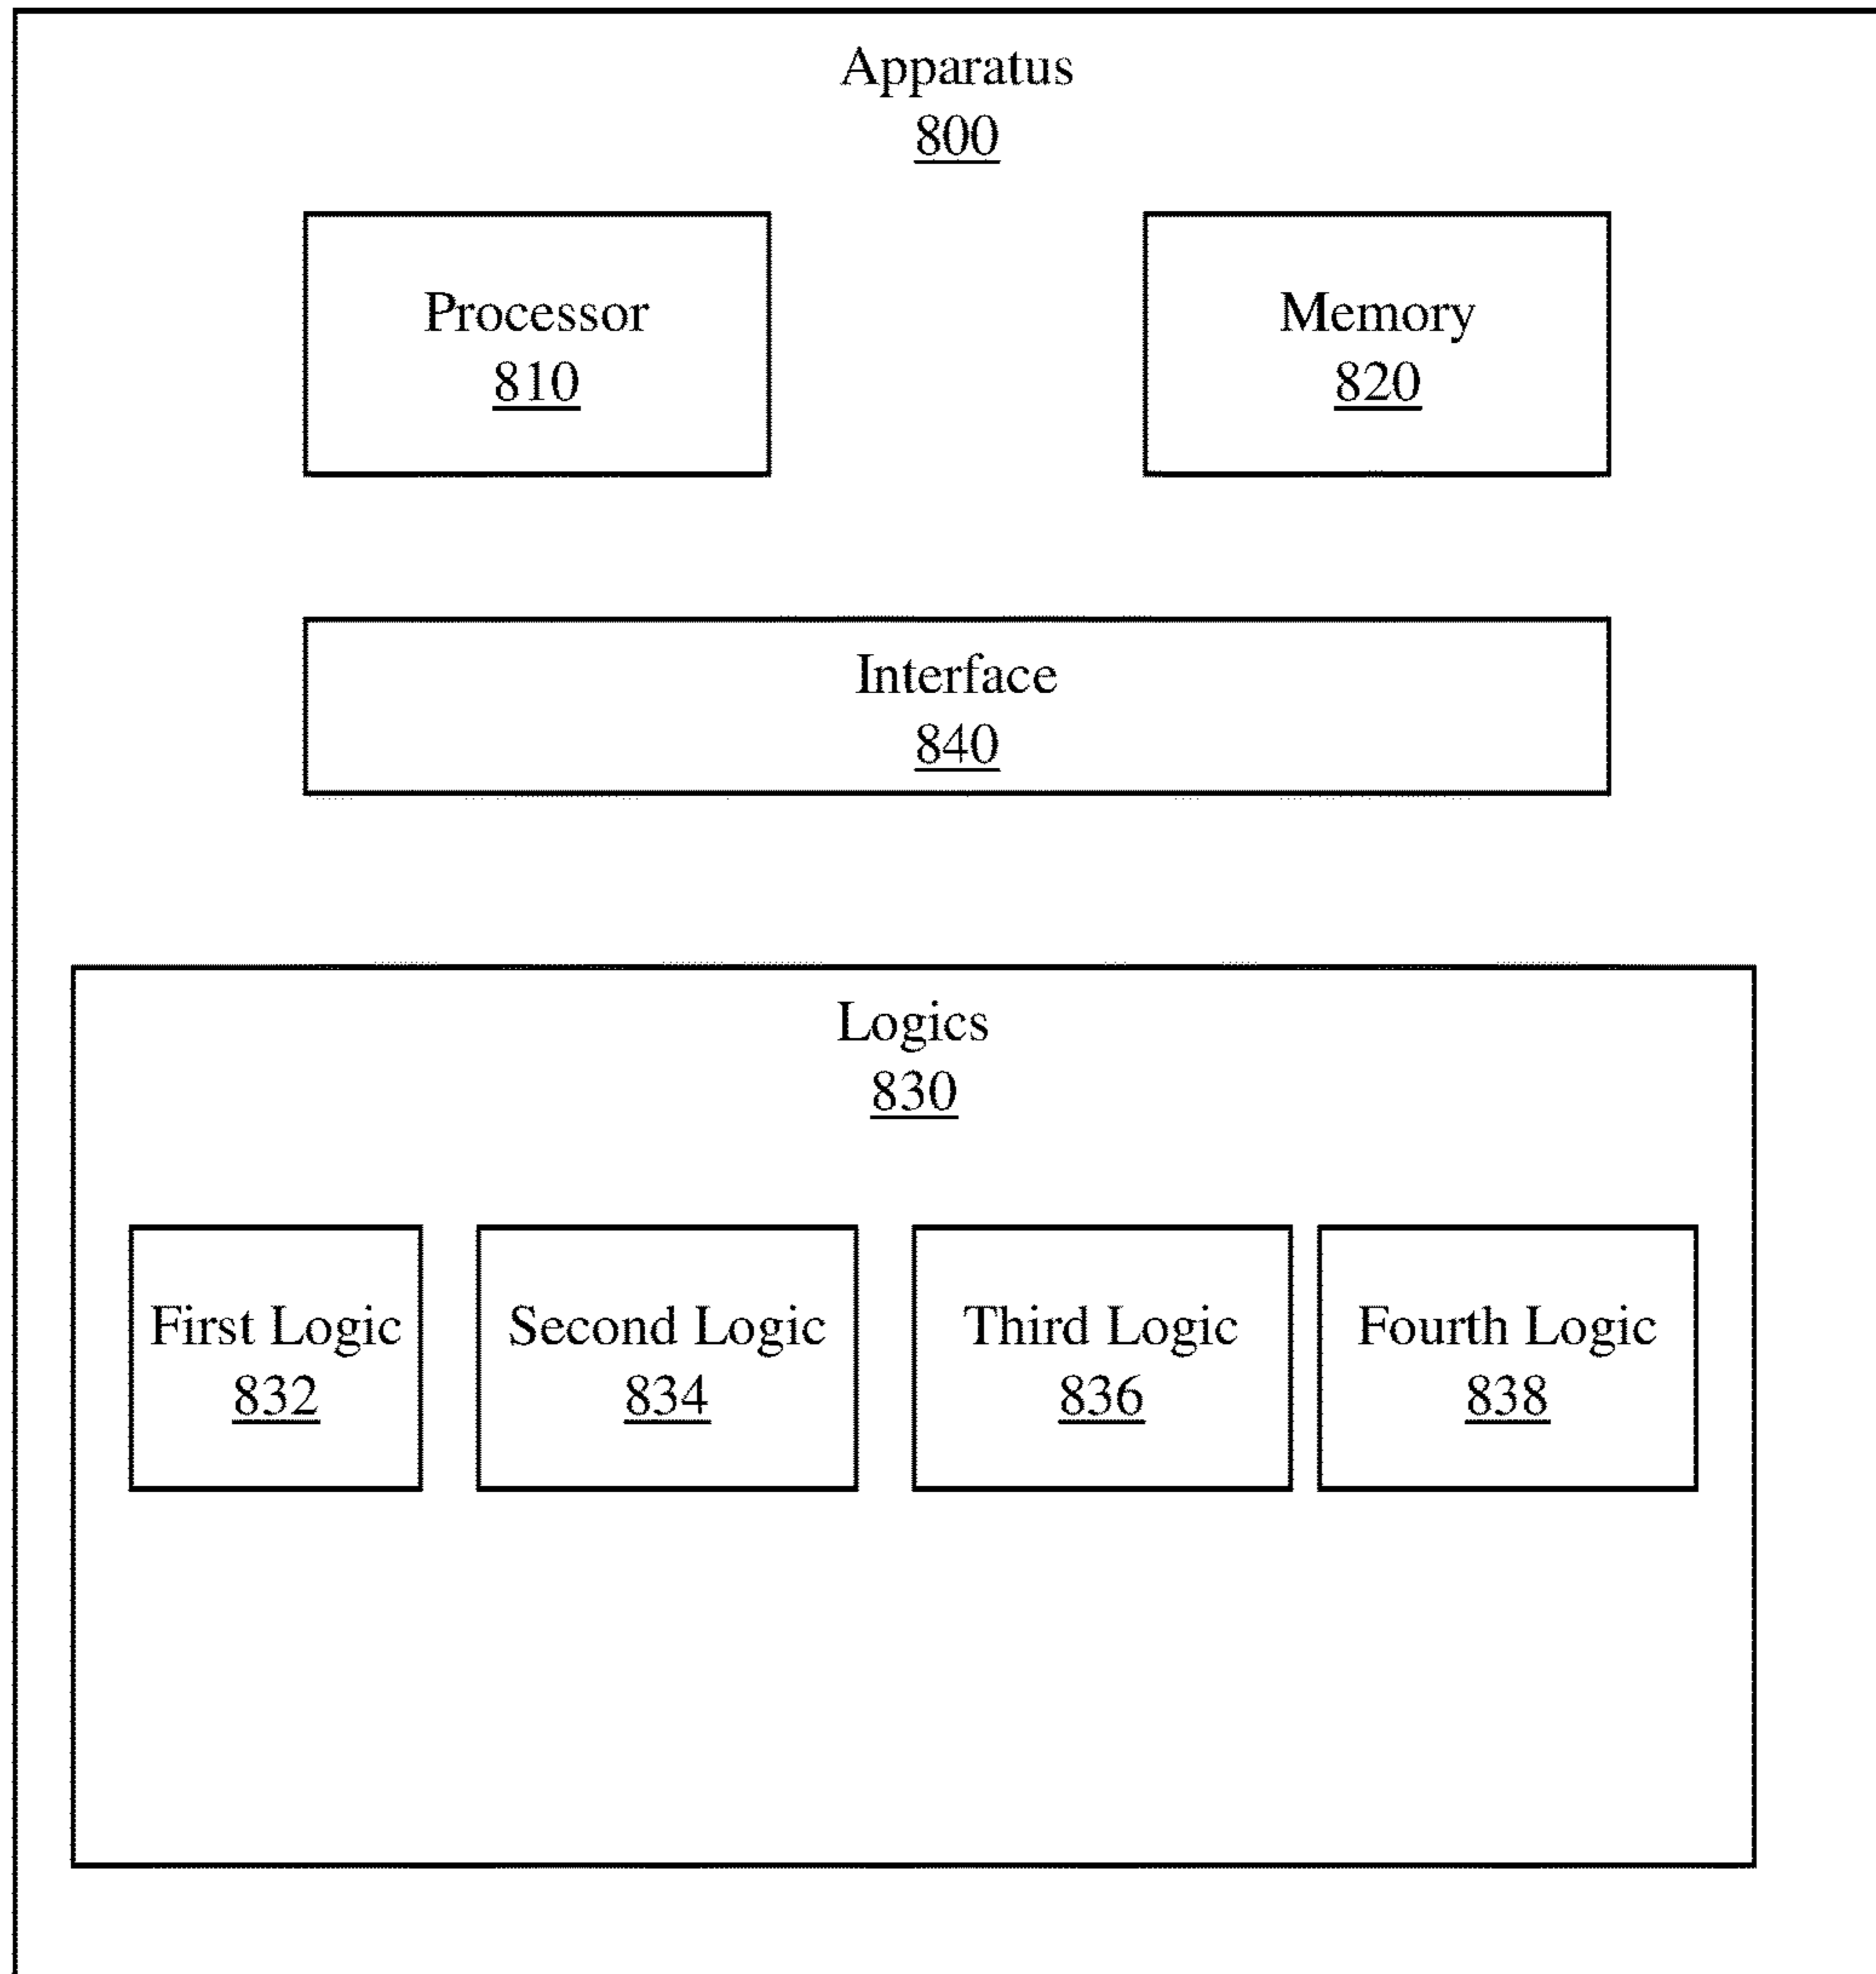 Apparatus
800
Processor
810
Memory
820
Interface
840
Logics
830
First Logic
832
Second Logic
834
Third Logic
836
Fourth Logic
838